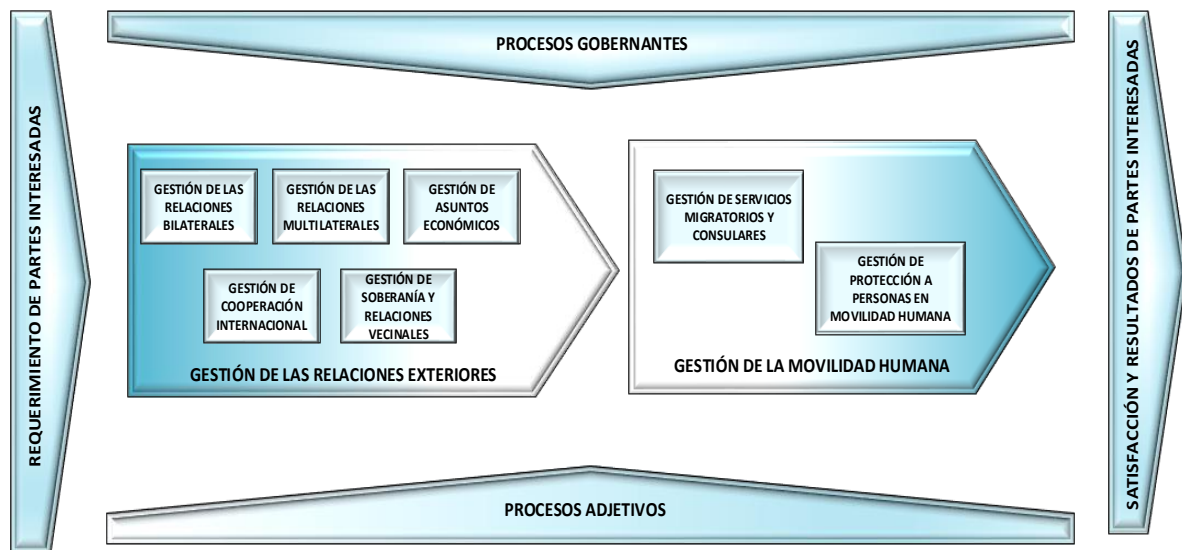 REQUERIMIENTO DE PARTES INTERESADAS
PROCESOS GOBERNANTES
GESTIÓN DE LAS
RELACIONES
BILATERALES
GESTIÓN DE LAS
RELACIONES
MULTILATERALES
GESTIÓN DE
ASUNTOS
ECONÓMICOS
GESTIÓN DE
COOPERACIÓN
INTERNACIONAL
GESTIÓN DE
SOBERANÍA Y
RELACIONES
VECINALES
GESTIÓN DE LAS RELACIONES EXTERIORES
GESTIÓN DE SERVICIOS
MIGRATORIOS Y
CONSULARES
GESTIÓN DE
PROTECCIÓN A
PERSONAS EN
MOVILIDAD HUMANA
GESTIÓN DE LA MOVILIDAD HUMANA
PROCESOS ADJETIVOS
SATISFACCIÓN Y RESULTADOS DE PARTES INTERESADAS